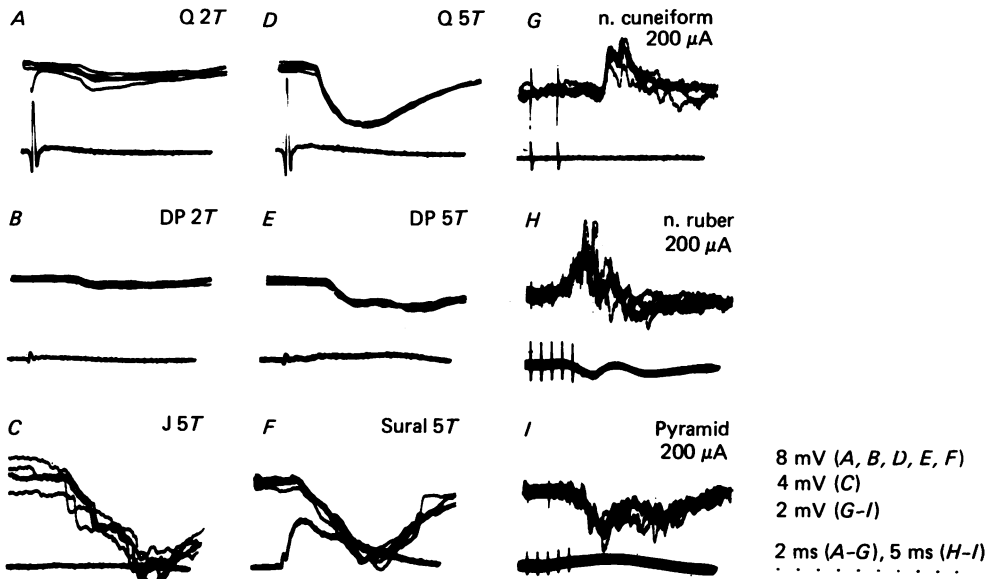 A Q 2T
D Q 5T
G n. cuneiform
200 μA
B DP 2T
E DP 5T
H n. ruber
200 μA
C J 5T
F Sural 5T
I Pyramid
200 μA
8 mV (A, B, D, E, F)
4 mV (C)
2 mV (G–I)
2 ms (A–G), 5 ms (H–I)